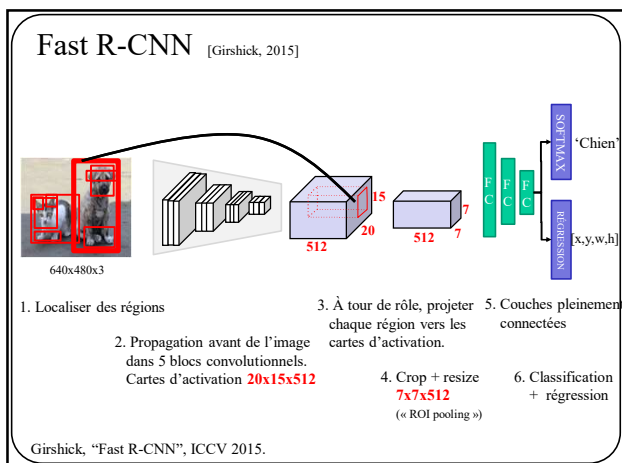 Fast R-CNN [Girshick, 2015]
640x480x3
512
20
15
512
7
7
FC
FC
FC
SOFTMAX
'Chien'
RÉGRESSION
[x,y,w,h]
1. Localiser des régions
2. Propagation avant de l'image
dans 5 blocs convolutionnels.
Cartes d'activation 20x15x512
3. À tour de rôle, projeter
chaque région vers les
cartes d'activation.
4. Crop + resize
7x7x512
(« ROI pooling »)
5. Couches pleinement
connectées
6. Classification
+ régression
Girshick, "Fast R-CNN", ICCV 2015.